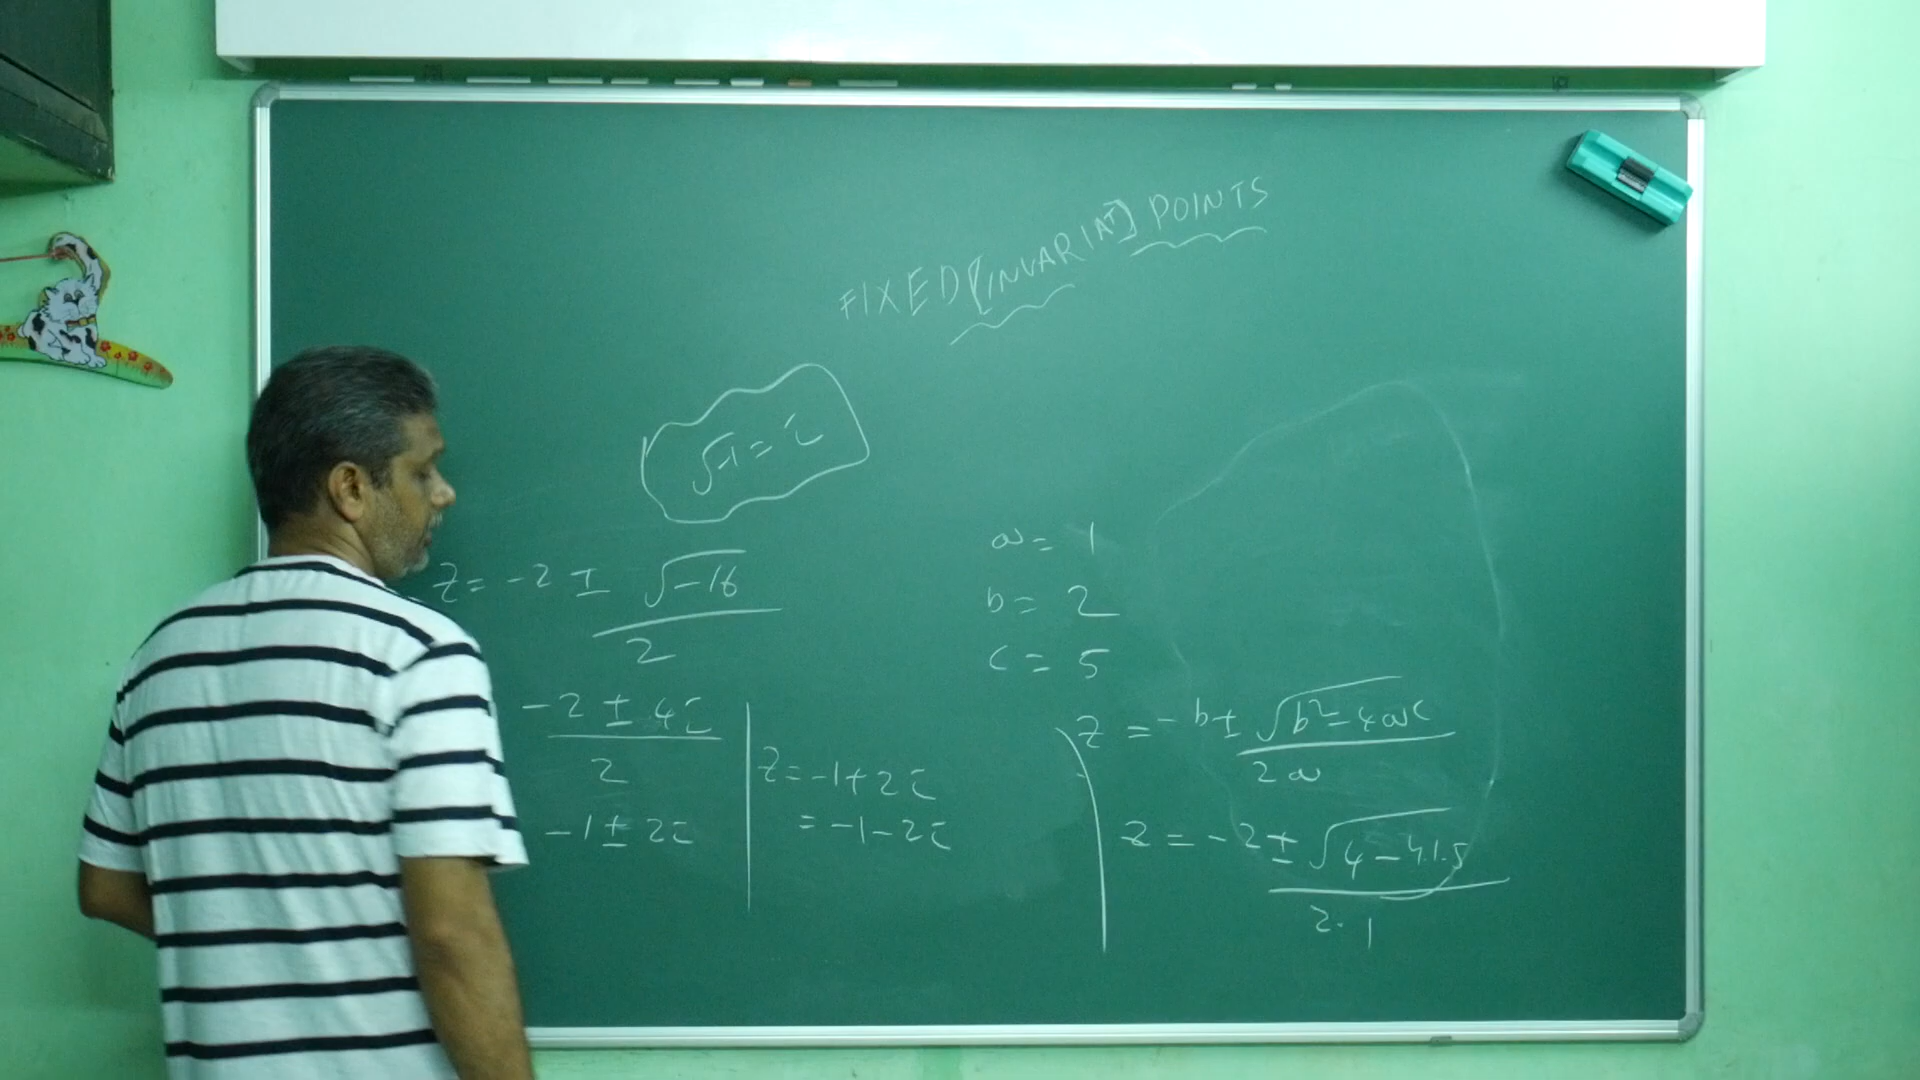 FIXED [INVARIAT] POINTS
√-1 = i
z = -2 ± √-16
2
-2 ± 4i
2
-1 ± 2i
z = -1 + 2i
= -1 - 2i
a = 1
b = 2
c = 5
z = -b ± √b² - 4ac
2a
z = -2 ± √4 - 4.1.5
2.1